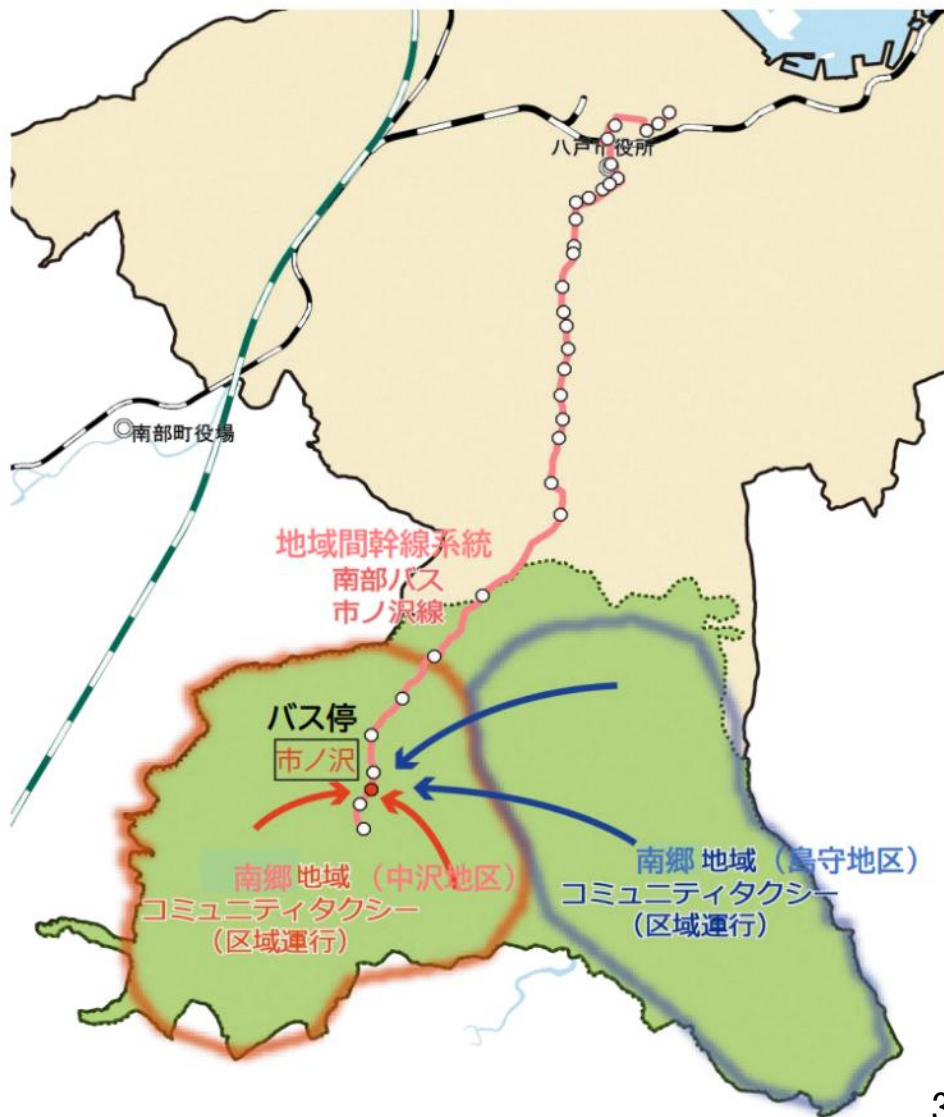 八戸市役所
南部町役場
地域間幹線系統
南部バス
市ノ沢線
バス停
市ノ沢
南郷 地域 (中沢地区)
コミュニティタクシー
(区域運行)
南郷 地域 (島守地区)
コミュニティタクシー
(区域運行)
3